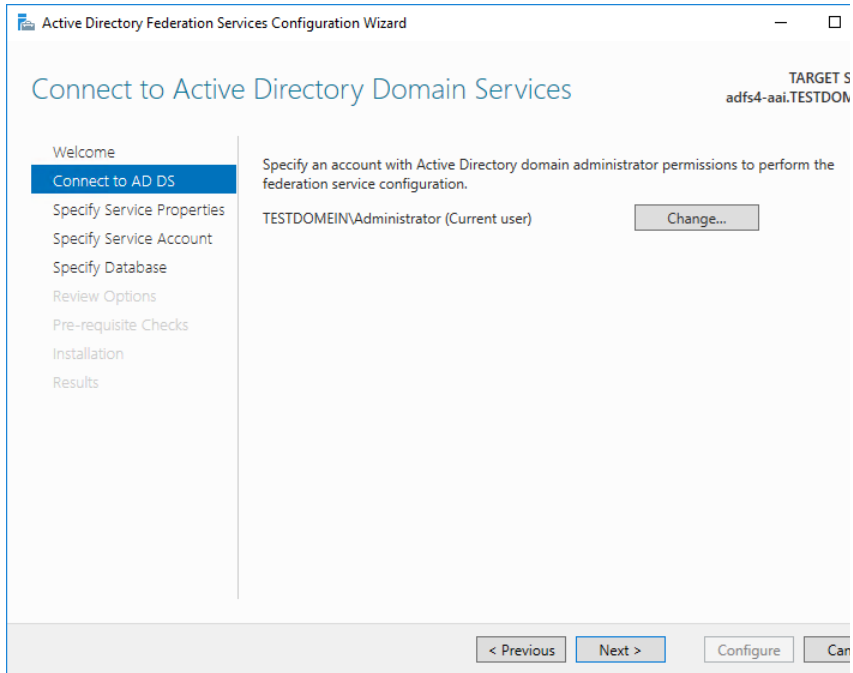 Active Directory Federation Services Configuration Wizard
Connect to Active Directory Domain Services
TARGET S
adfs4-aai.TESTDOM
Welcome
Connect to AD DS
Specify Service Properties
Specify Service Account
Specify Database
Review Options
Pre-requisite Checks
Installation
Results
Specify an account with Active Directory domain administrator permissions to perform the
federation service configuration.
TESTDOMEIN\Administrator (Current user)
Change...
< Previous
Next >
Configure
Can